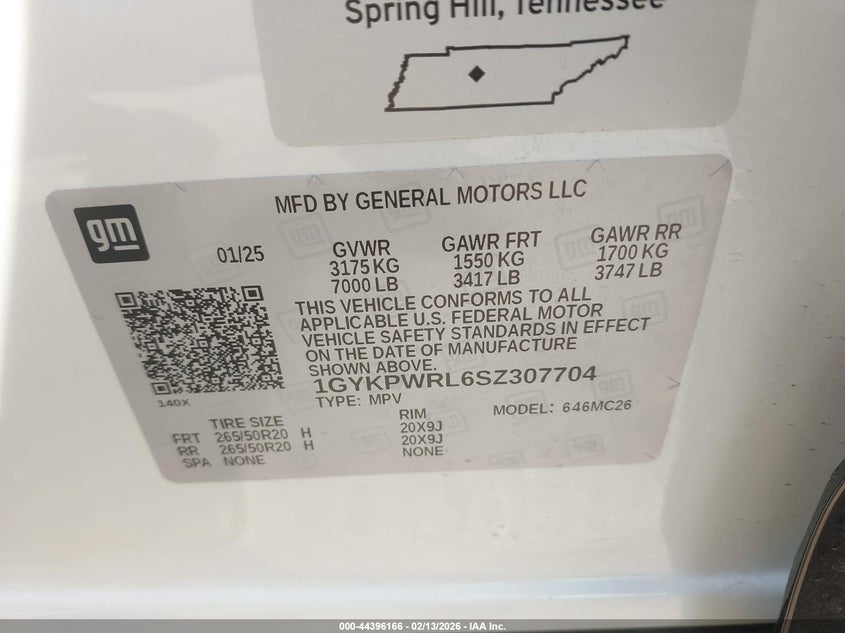 Spring Hill, Tennessee
gm
MFD BY GENERAL MOTORS LLC
01/25
GVWR
3175 KG
7000 LB
GAWR FRT
1550 KG
3417 LB
GAWR RR
1700 KG
3747 LB
THIS VEHICLE CONFORMS TO ALL
APPLICABLE U.S. FEDERAL MOTOR
VEHICLE SAFETY STANDARDS IN EFFECT
ON THE DATE OF MANUFACTURE
SHOWN ABOVE.
1GYKPWRL6SZ307704
140X
TYPE: MPV
MODEL: 646MC26
TIRE SIZE RIM
FRT 265/50R20 H 20X9J
RR 265/50R20 H 20X9J
SPA NONE NONE
000-44396166 - 02/13/2026 - IAA Inc.